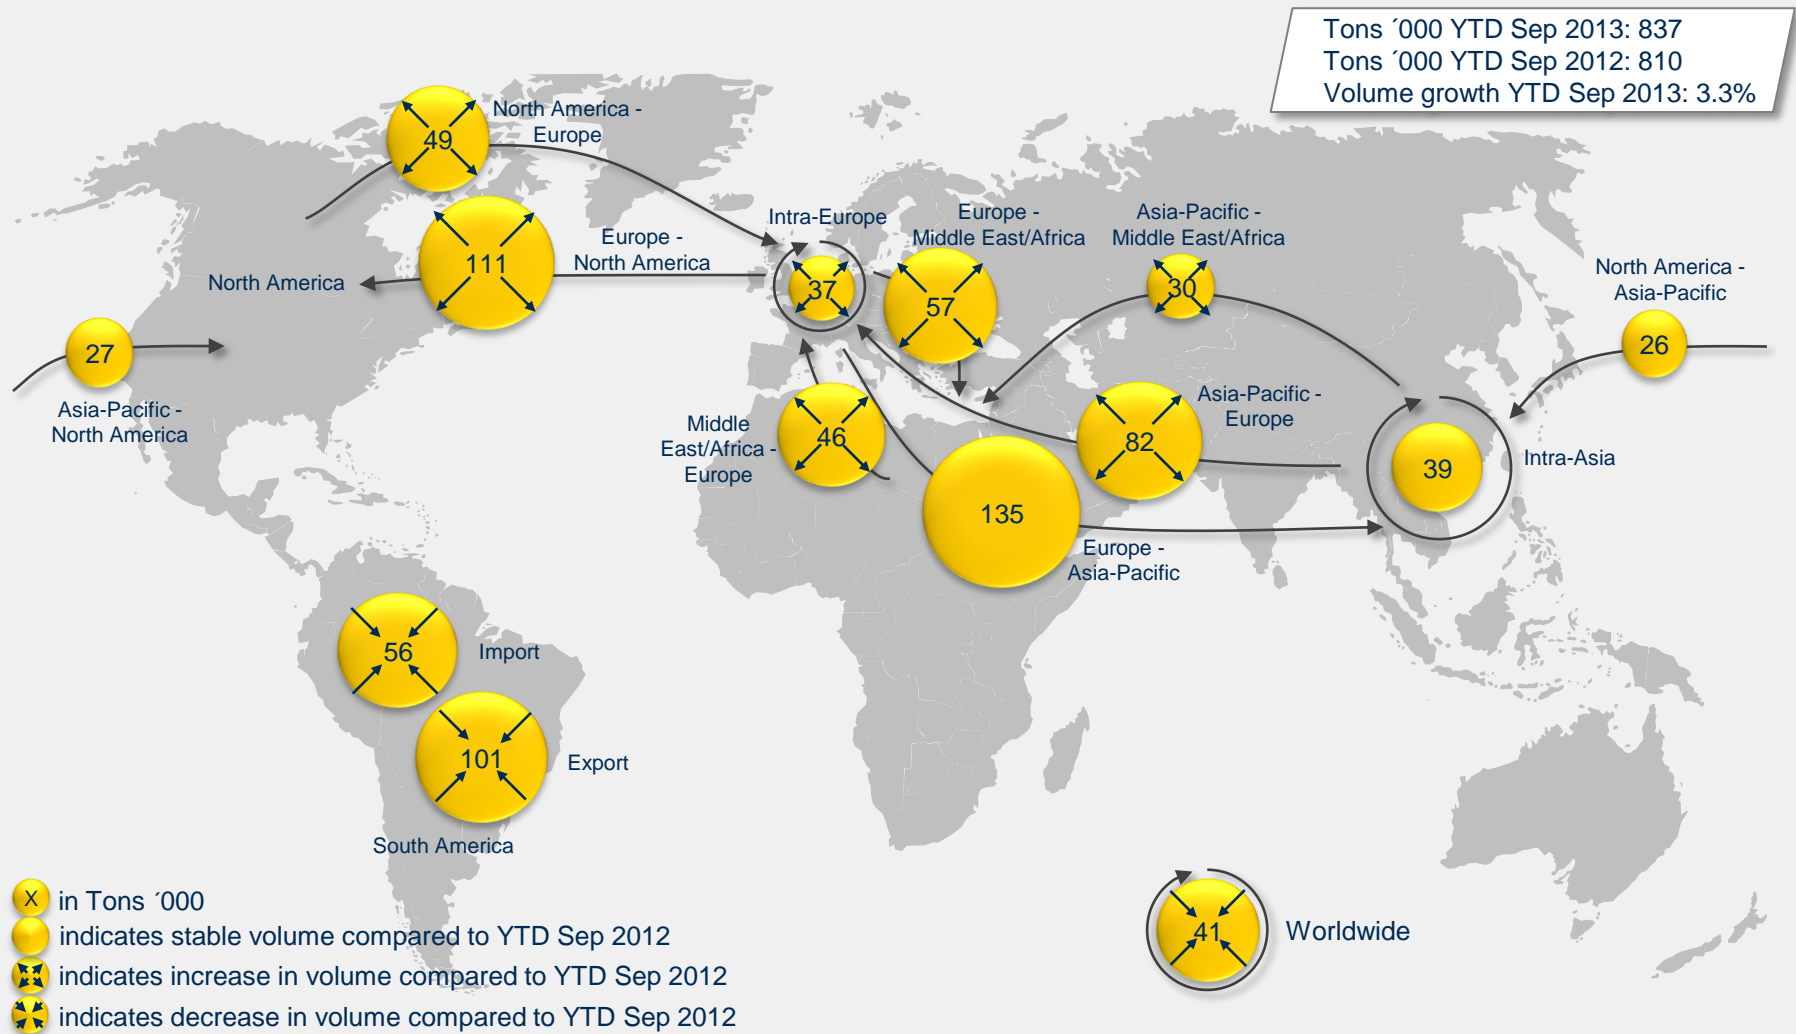 Tons ´000 YTD Sep 2013: 837
Tons ´000 YTD Sep 2012: 810
Volume growth YTD Sep 2013: 3.3%
49
North America -
Europe
111
Europe -
North America
North America
27
Asia-Pacific -
North America
Intra-Europe
37
Europe -
Middle East/Africa
57
Asia-Pacific -
Middle East/Africa
30
North America -
Asia-Pacific
26
Middle
East/Africa -
Europe
46
Asia-Pacific -
Europe
82
39
Intra-Asia
135
Europe -
Asia-Pacific
56
Import
101
Export
South America
41
Worldwide
X in Tons ´000
indicates stable volume compared to YTD Sep 2012
indicates increase in volume compared to YTD Sep 2012
indicates decrease in volume compared to YTD Sep 2012